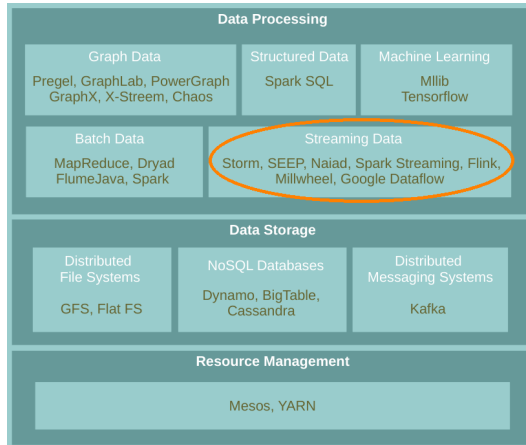 Data Processing
Graph Data
Pregel, GraphLab, PowerGraph
GraphX, X-Streem, Chaos
Structured Data
Spark SQL
Machine Learning
Mllib
Tensorflow
Batch Data
MapReduce, Dryad
FlumeJava, Spark
Streaming Data
Storm, SEEP, Naiad, Spark Streaming, Flink,
Millwheel, Google Dataflow
Data Storage
Distributed
File Systems
GFS, Flat FS
NoSQL Databases
Dynamo, BigTable,
Cassandra
Distributed
Messaging Systems
Kafka
Resource Management
Mesos, YARN